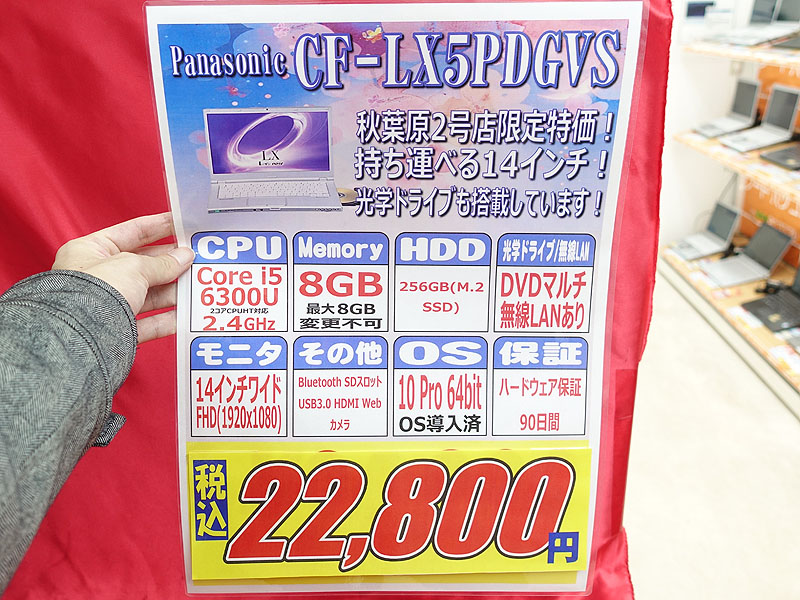 Panasonic CF-LX5PDGVS
秋葉原2号店限定特価！
持ち運べる14インチ！
光学ドライブも搭載しています！
LX
CPU
Core i5
6300U
2コアCPUHT対応
2.4GHz
Memory
8GB
最大8GB
変更不可
HDD
256GB(M.2
SSD)
光学ドライブ/無線LAN
DVDマルチ
無線LANあり
モニタ
14インチワイド
FHD(1920x1080)
その他
Bluetooth SDスロット
USB3.0 HDMI Web
カメラ
OS
10 Pro 64bit
OS導入済
保証
ハードウェア保証
90日間
税込
22,800円